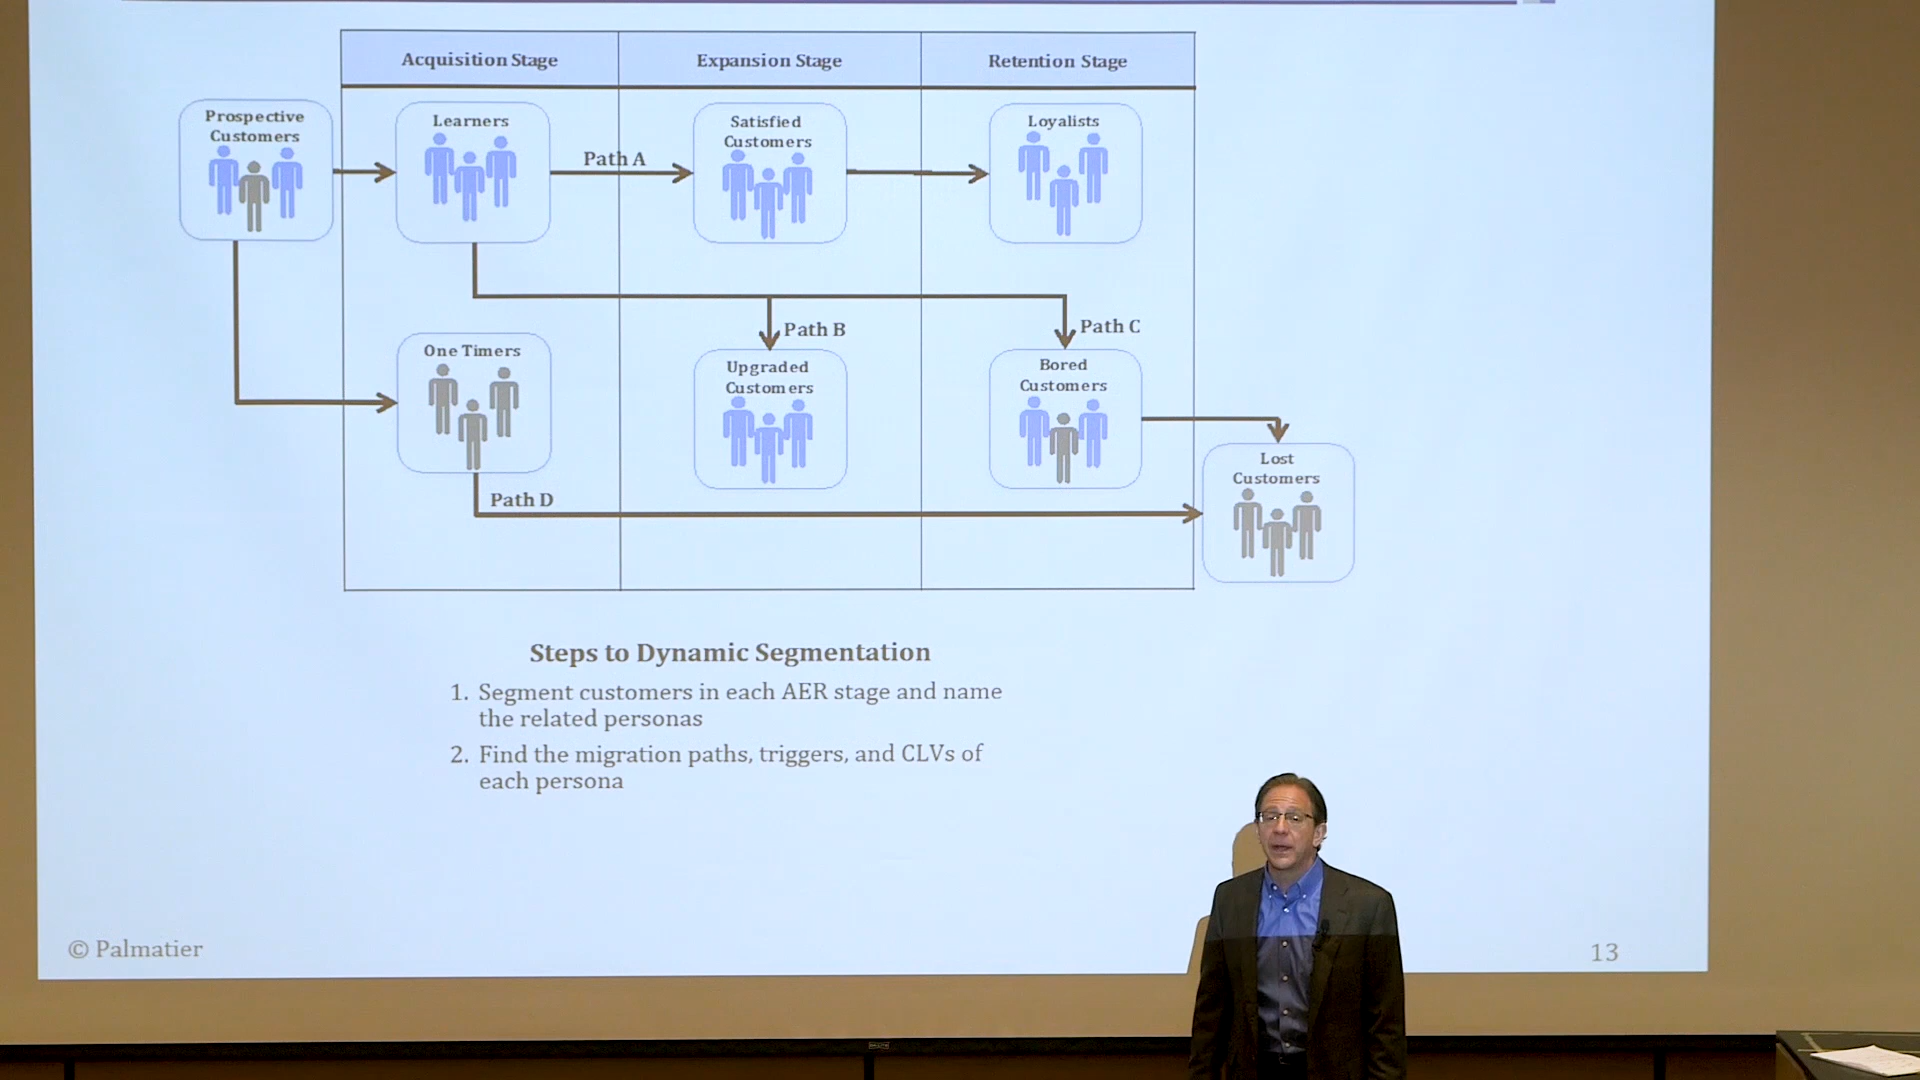 Acquisition Stage
Expansion Stage
Retention Stage
Prospective
Customers
Learners
Path A
Satisfied
Customers
Loyalists
Path B
Path C
One Timers
Upgraded
Customers
Bored
Customers
Lost
Customers
Path D
Steps to Dynamic Segmentation
1. Segment customers in each AER stage and name
the related personas
2. Find the migration paths, triggers, and CLVs of
each persona
© Palmatier
13